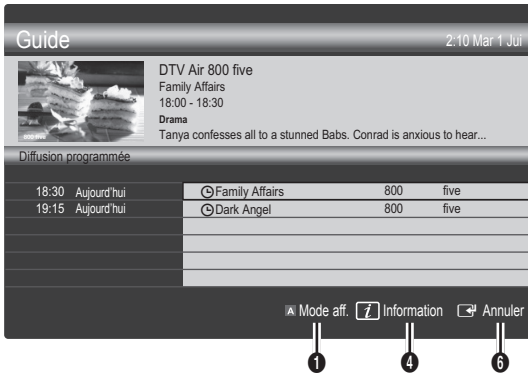 Guide 2:10 Mar 1 Jui
DTV Air 800 five
Family Affairs
18:00 - 18:30
Drama
Tanya confesses all to a stunned Babs. Conrad is anxious to hear...
Diffusion programmée
18:30 Aujourd'hui Family Affairs 800 five
19:15 Aujourd'hui Dark Angel 800 five
A Mode aff. i Information Annuler
1 4 6